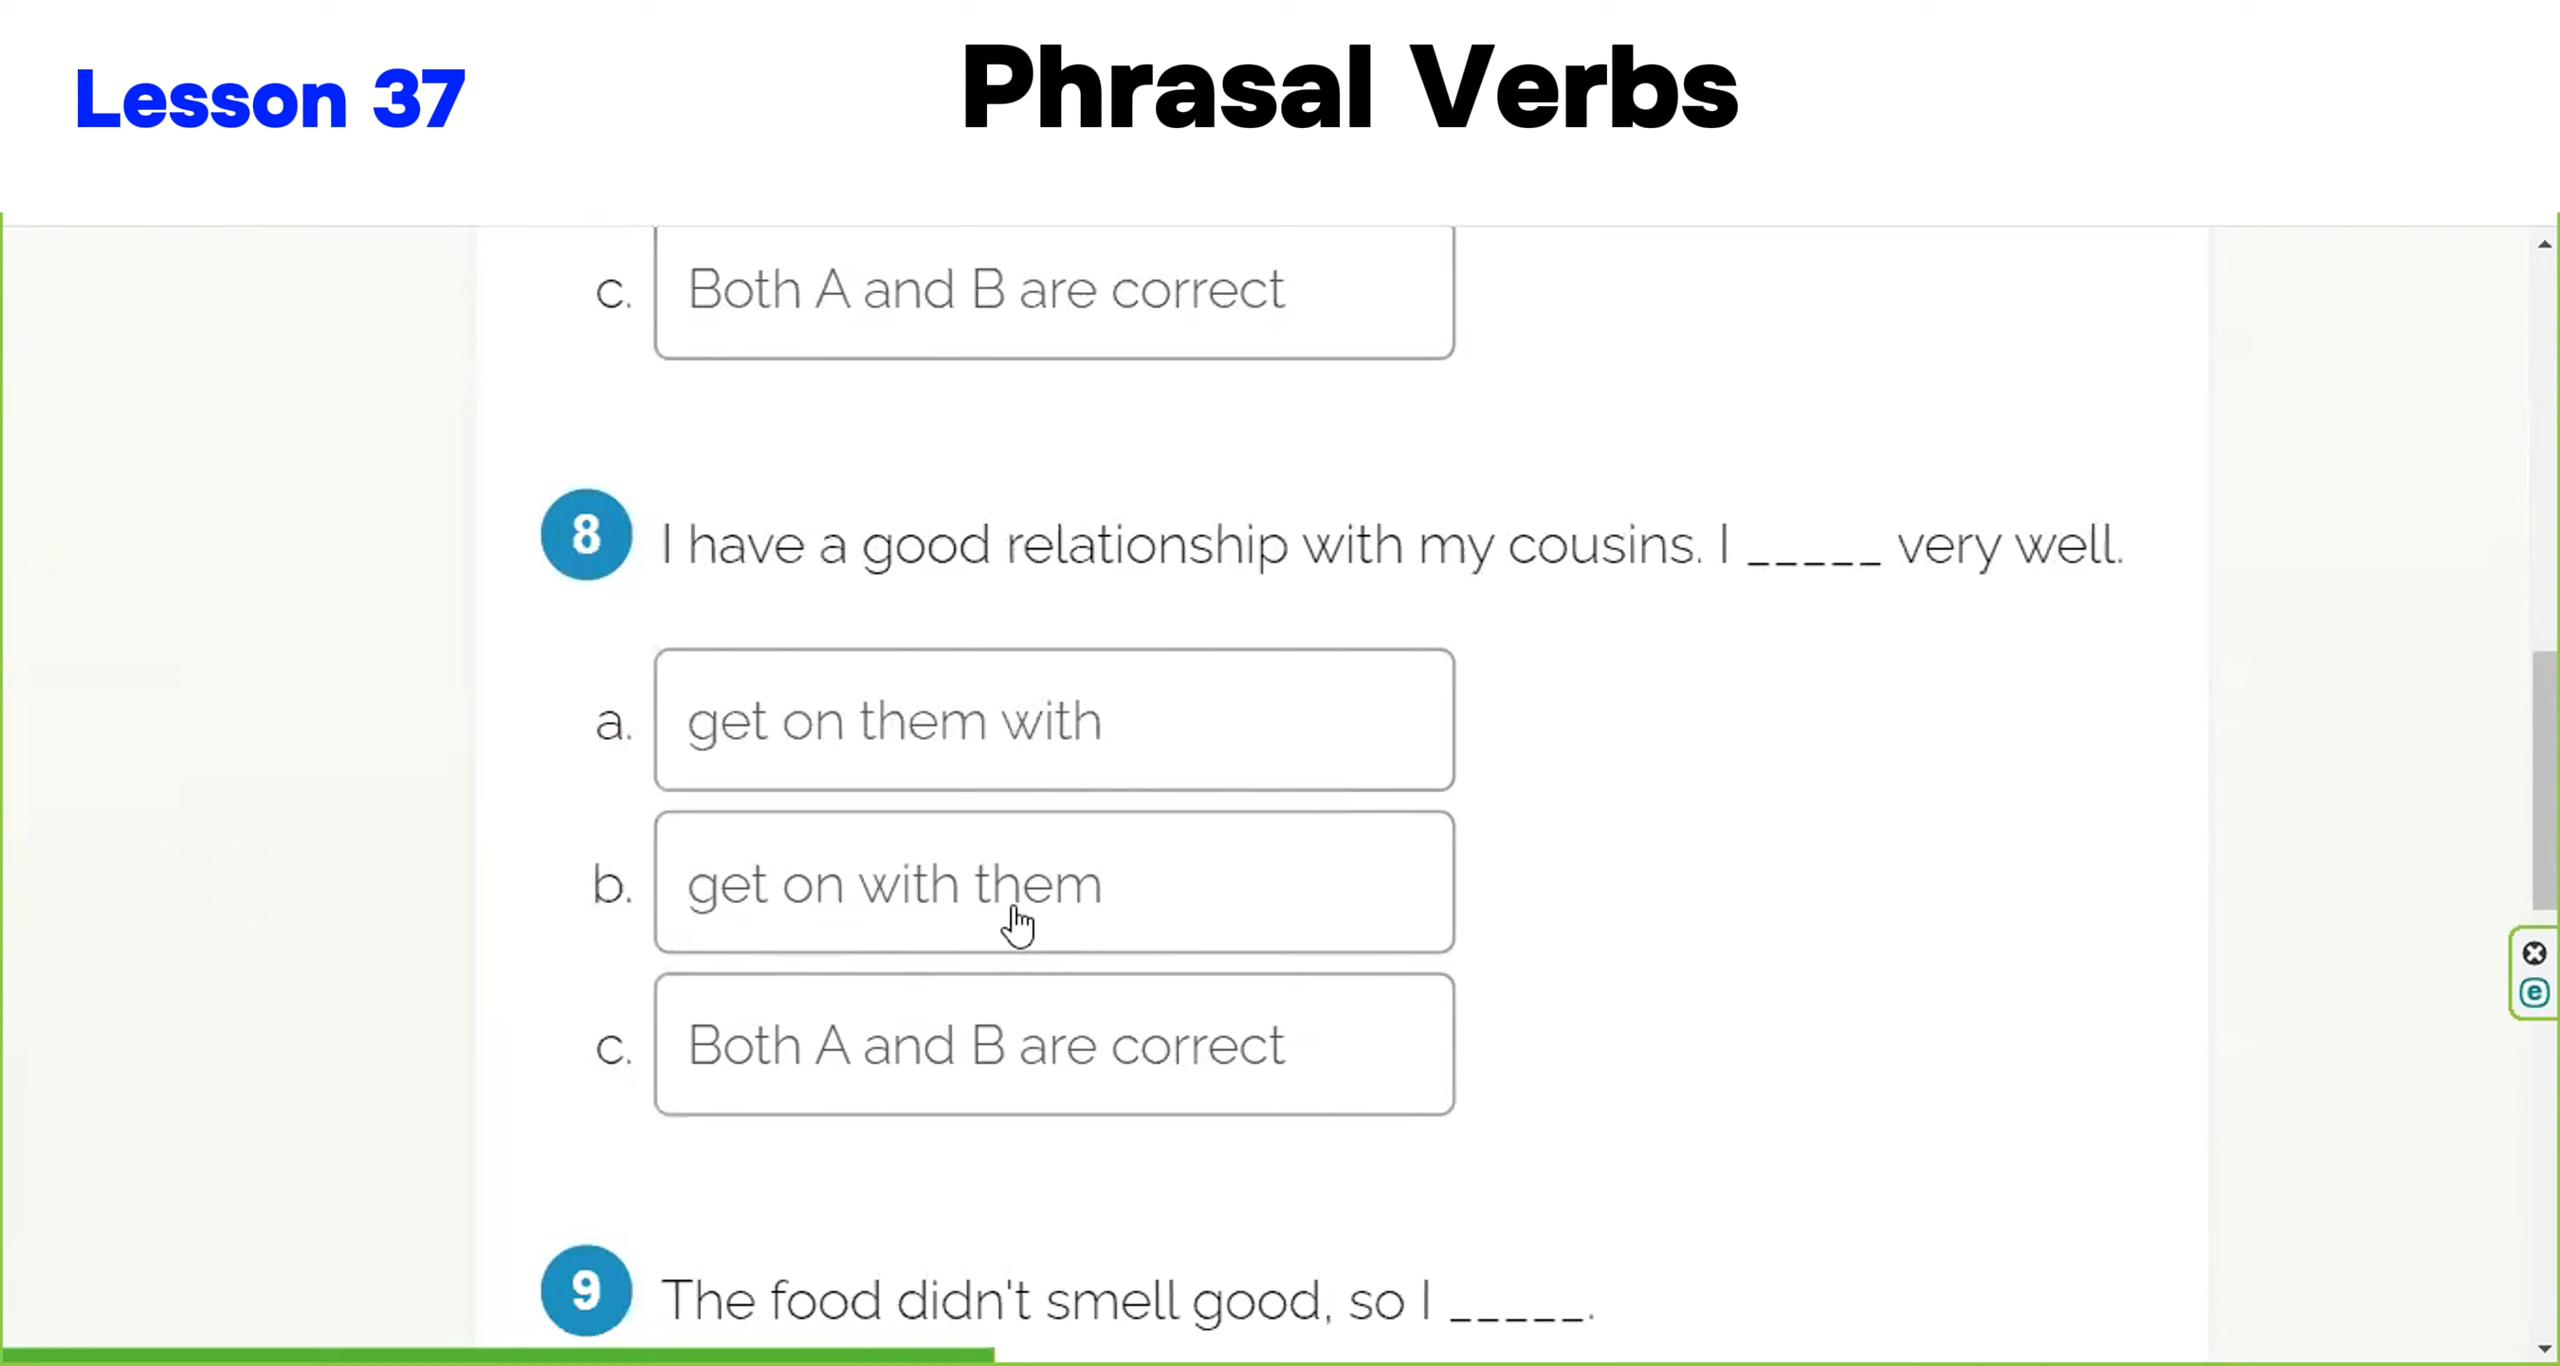 Lesson 37
Phrasal Verbs
c. Both A and B are correct
8 I have a good relationship with my cousins. I _____ very well.
a. get on them with
b. get on with them
c. Both A and B are correct
9 The food didn't smell good, so I _____.
e